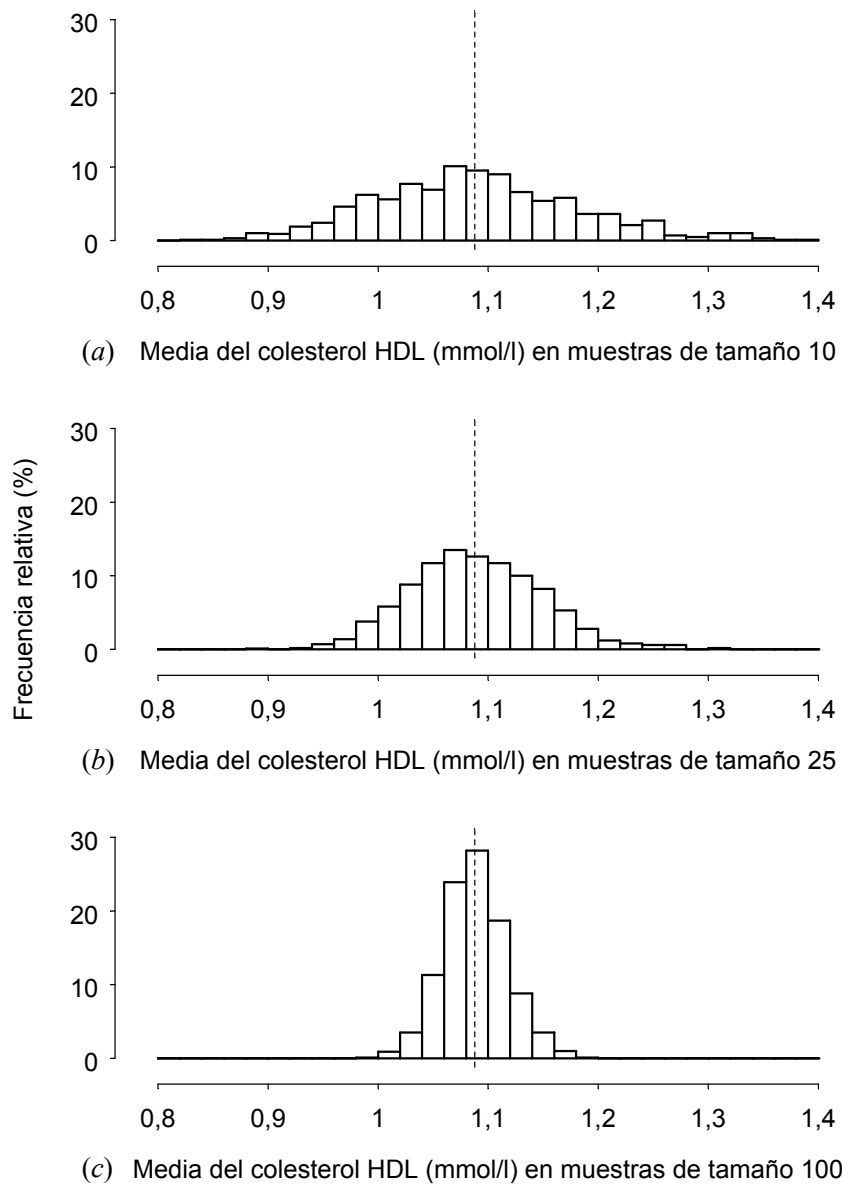 30
20
10
0
0,8 0,9 1 1,1 1,2 1,3 1,4
(a) Media del colesterol HDL (mmol/l) en muestras de tamaño 10
Frecuencia relativa (%)
30
20
10
0
0,8 0,9 1 1,1 1,2 1,3 1,4
(b) Media del colesterol HDL (mmol/l) en muestras de tamaño 25
30
20
10
0
0,8 0,9 1 1,1 1,2 1,3 1,4
(c) Media del colesterol HDL (mmol/l) en muestras de tamaño 100